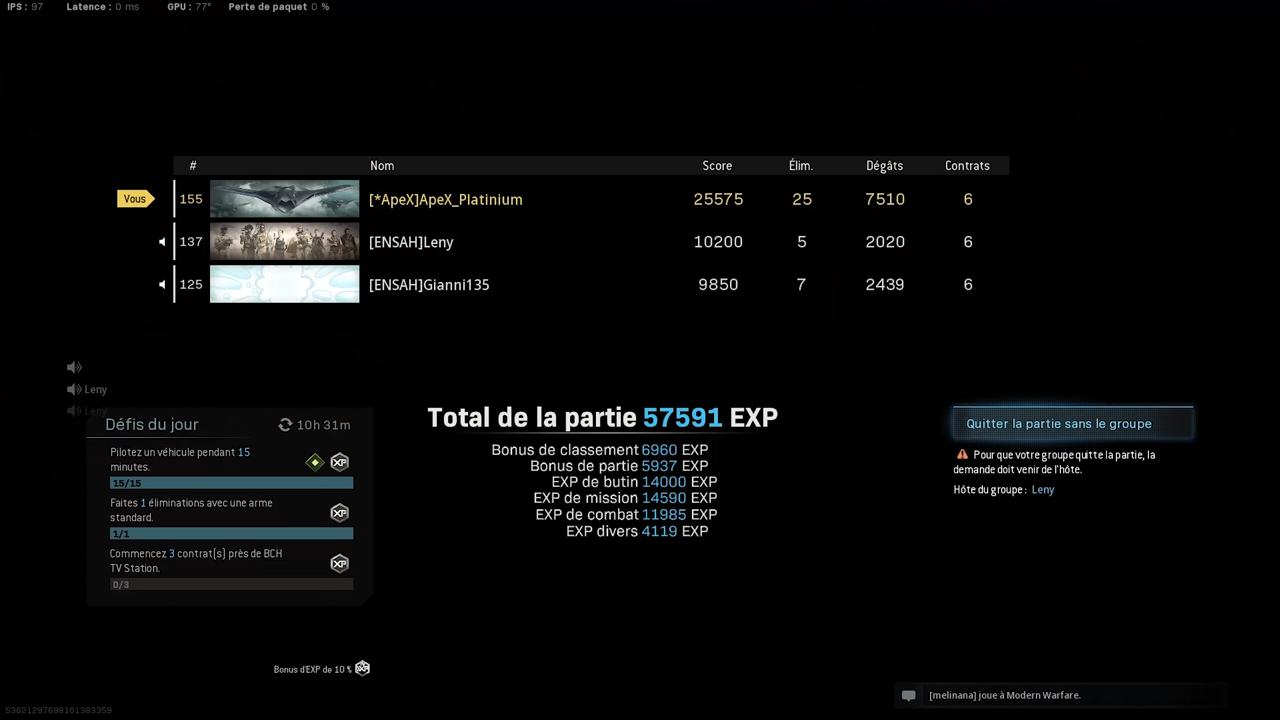 IPS : 97 Latence : 0 ms GPU : 77° Perte de paquet 0 %
# Nom Score Élim. Dégâts Contrats
Vous 155 [*ApeX]ApeX_Platinium 25575 25 7510 6
137 [ENSAH]Leny 10200 5 2020 6
125 [ENSAH]Gianni135 9850 7 2439 6
Leny
Leny
Défis du jour 10h 31m
Pilotez un véhicule pendant 15
minutes.
XP
15/15
Faites 1 éliminations avec une arme
standard.
XP
1/1
Commencez 3 contrat(s) près de BCH
TV Station.
XP
0/3
Total de la partie 57591 EXP
Bonus de classement 6960 EXP
Bonus de partie 5937 EXP
EXP de butin 14000 EXP
EXP de mission 14590 EXP
EXP de combat 11985 EXP
EXP divers 4119 EXP
Quitter la partie sans le groupe
Pour que votre groupe quitte la partie, la
demande doit venir de l'hôte.
Hôte du groupe : Leny
Bonus d'EXP de 10 %
[melinana] joue à Modern Warfare.
53621297698161383359